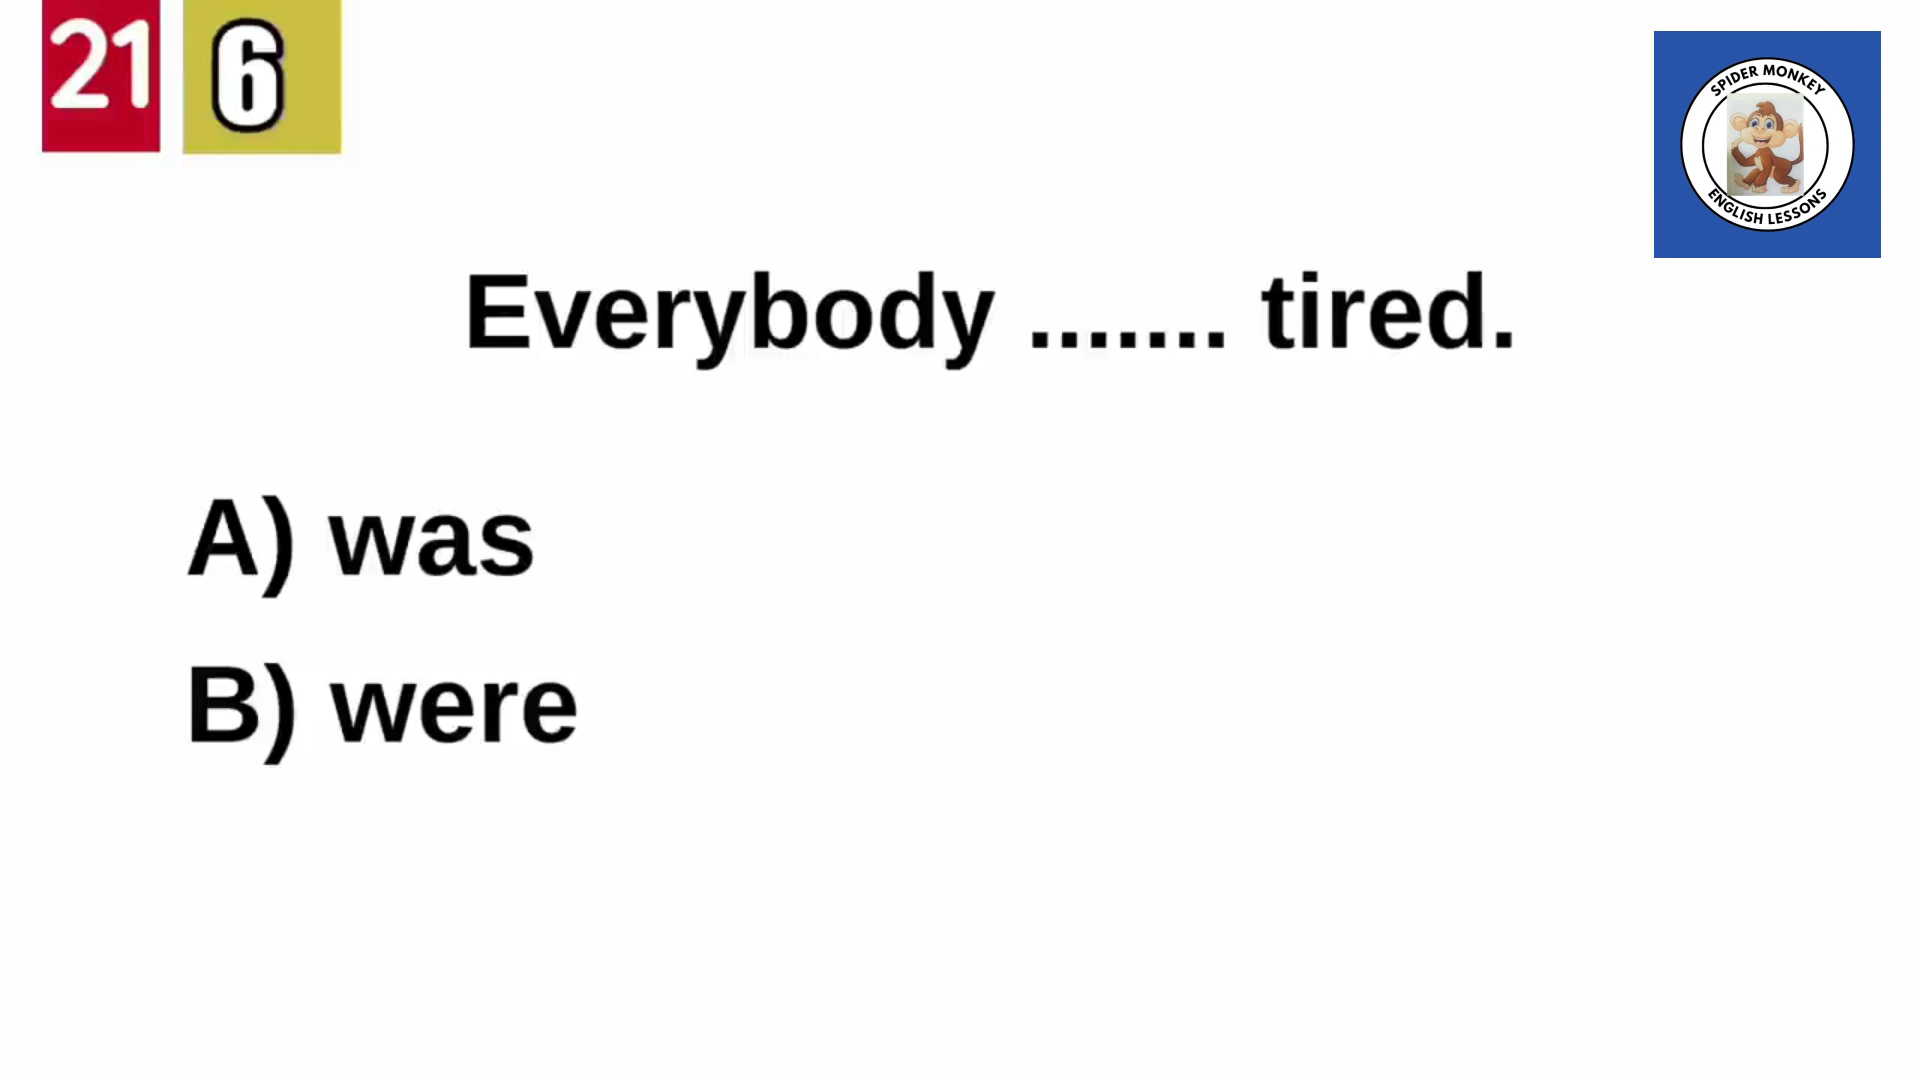 21 6
SPIDER MONKEY
ENGLISH LESSONS
Everybody ....... tired.
A) was
B) were